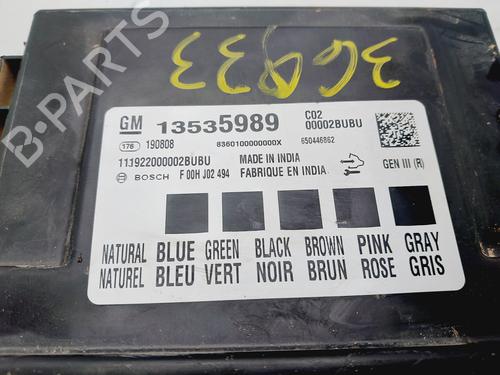 B-PARTS
36833
GM 13535989 C02
00002BUBU
176 190808 8360100000000X 650446862
111922000002BUBU MADE IN INDIA
BOSCH F 00H J02 494 FABRIQUE EN INDIA GEN III (R)
NATURAL BLUE GREEN BLACK BROWN PINK GRAY
NATUREL BLEU VERT NOIR BRUN ROSE GRIS